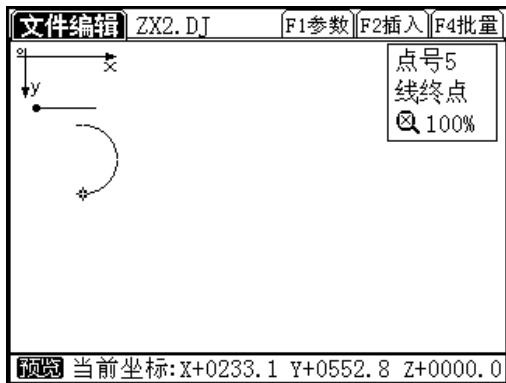 文件编辑 ZX2.DJ F1参数 F2插入 F4批量
o
x
y
点号5
线终点
100%
预览 当前坐标:X+0233.1 Y+0552.8 Z+0000.0